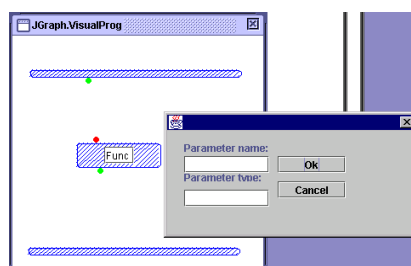 JGraph.VisualProg
Func
Parameter name:
Ok
Parameter type:
Cancel